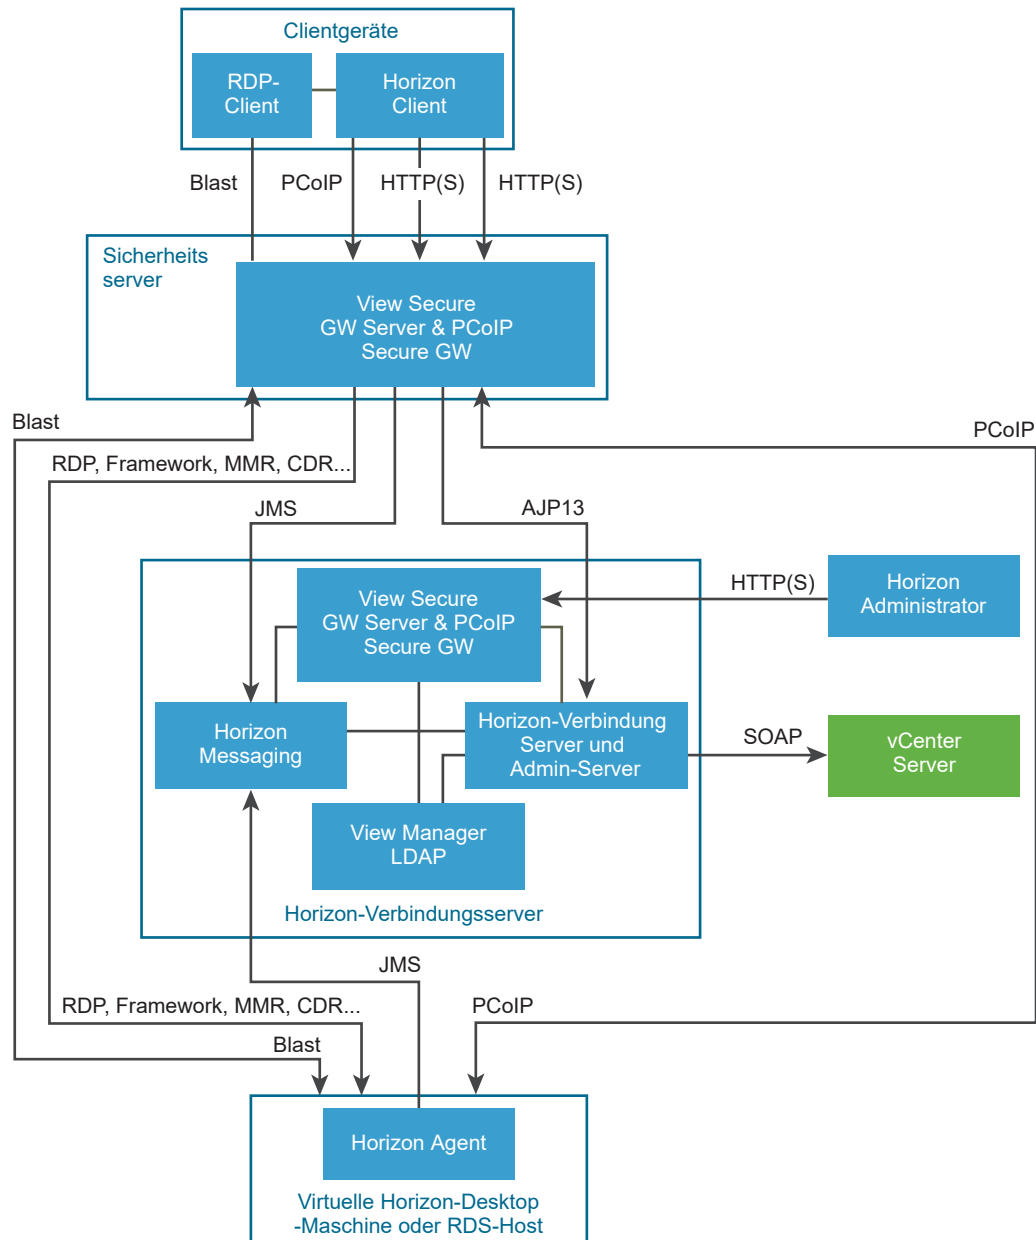 Clientgeräte
RDP-
Client
Horizon
Client
Blast
PCoIP
HTTP(S)
HTTP(S)
Sicherheits
server
View Secure
GW Server & PCoIP
Secure GW
Blast
PCoIP
RDP, Framework, MMR, CDR...
JMS
AJP13
View Secure
GW Server & PCoIP
Secure GW
HTTP(S)
Horizon
Administrator
Horizon
Messaging
Horizon-Verbindung
Server und
Admin-Server
SOAP
vCenter
Server
View Manager
LDAP
Horizon-Verbindungsserver
JMS
RDP, Framework, MMR, CDR...
PCoIP
Blast
Horizon Agent
Virtuelle Horizon-Desktop
-Maschine oder RDS-Host